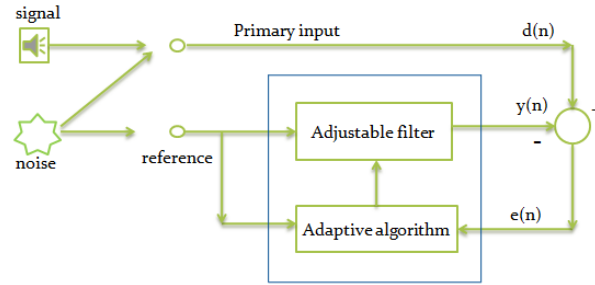 signal
Primary input
d(n)
noise
reference
Adjustable filter
y(n)
-
Adaptive algorithm
e(n)